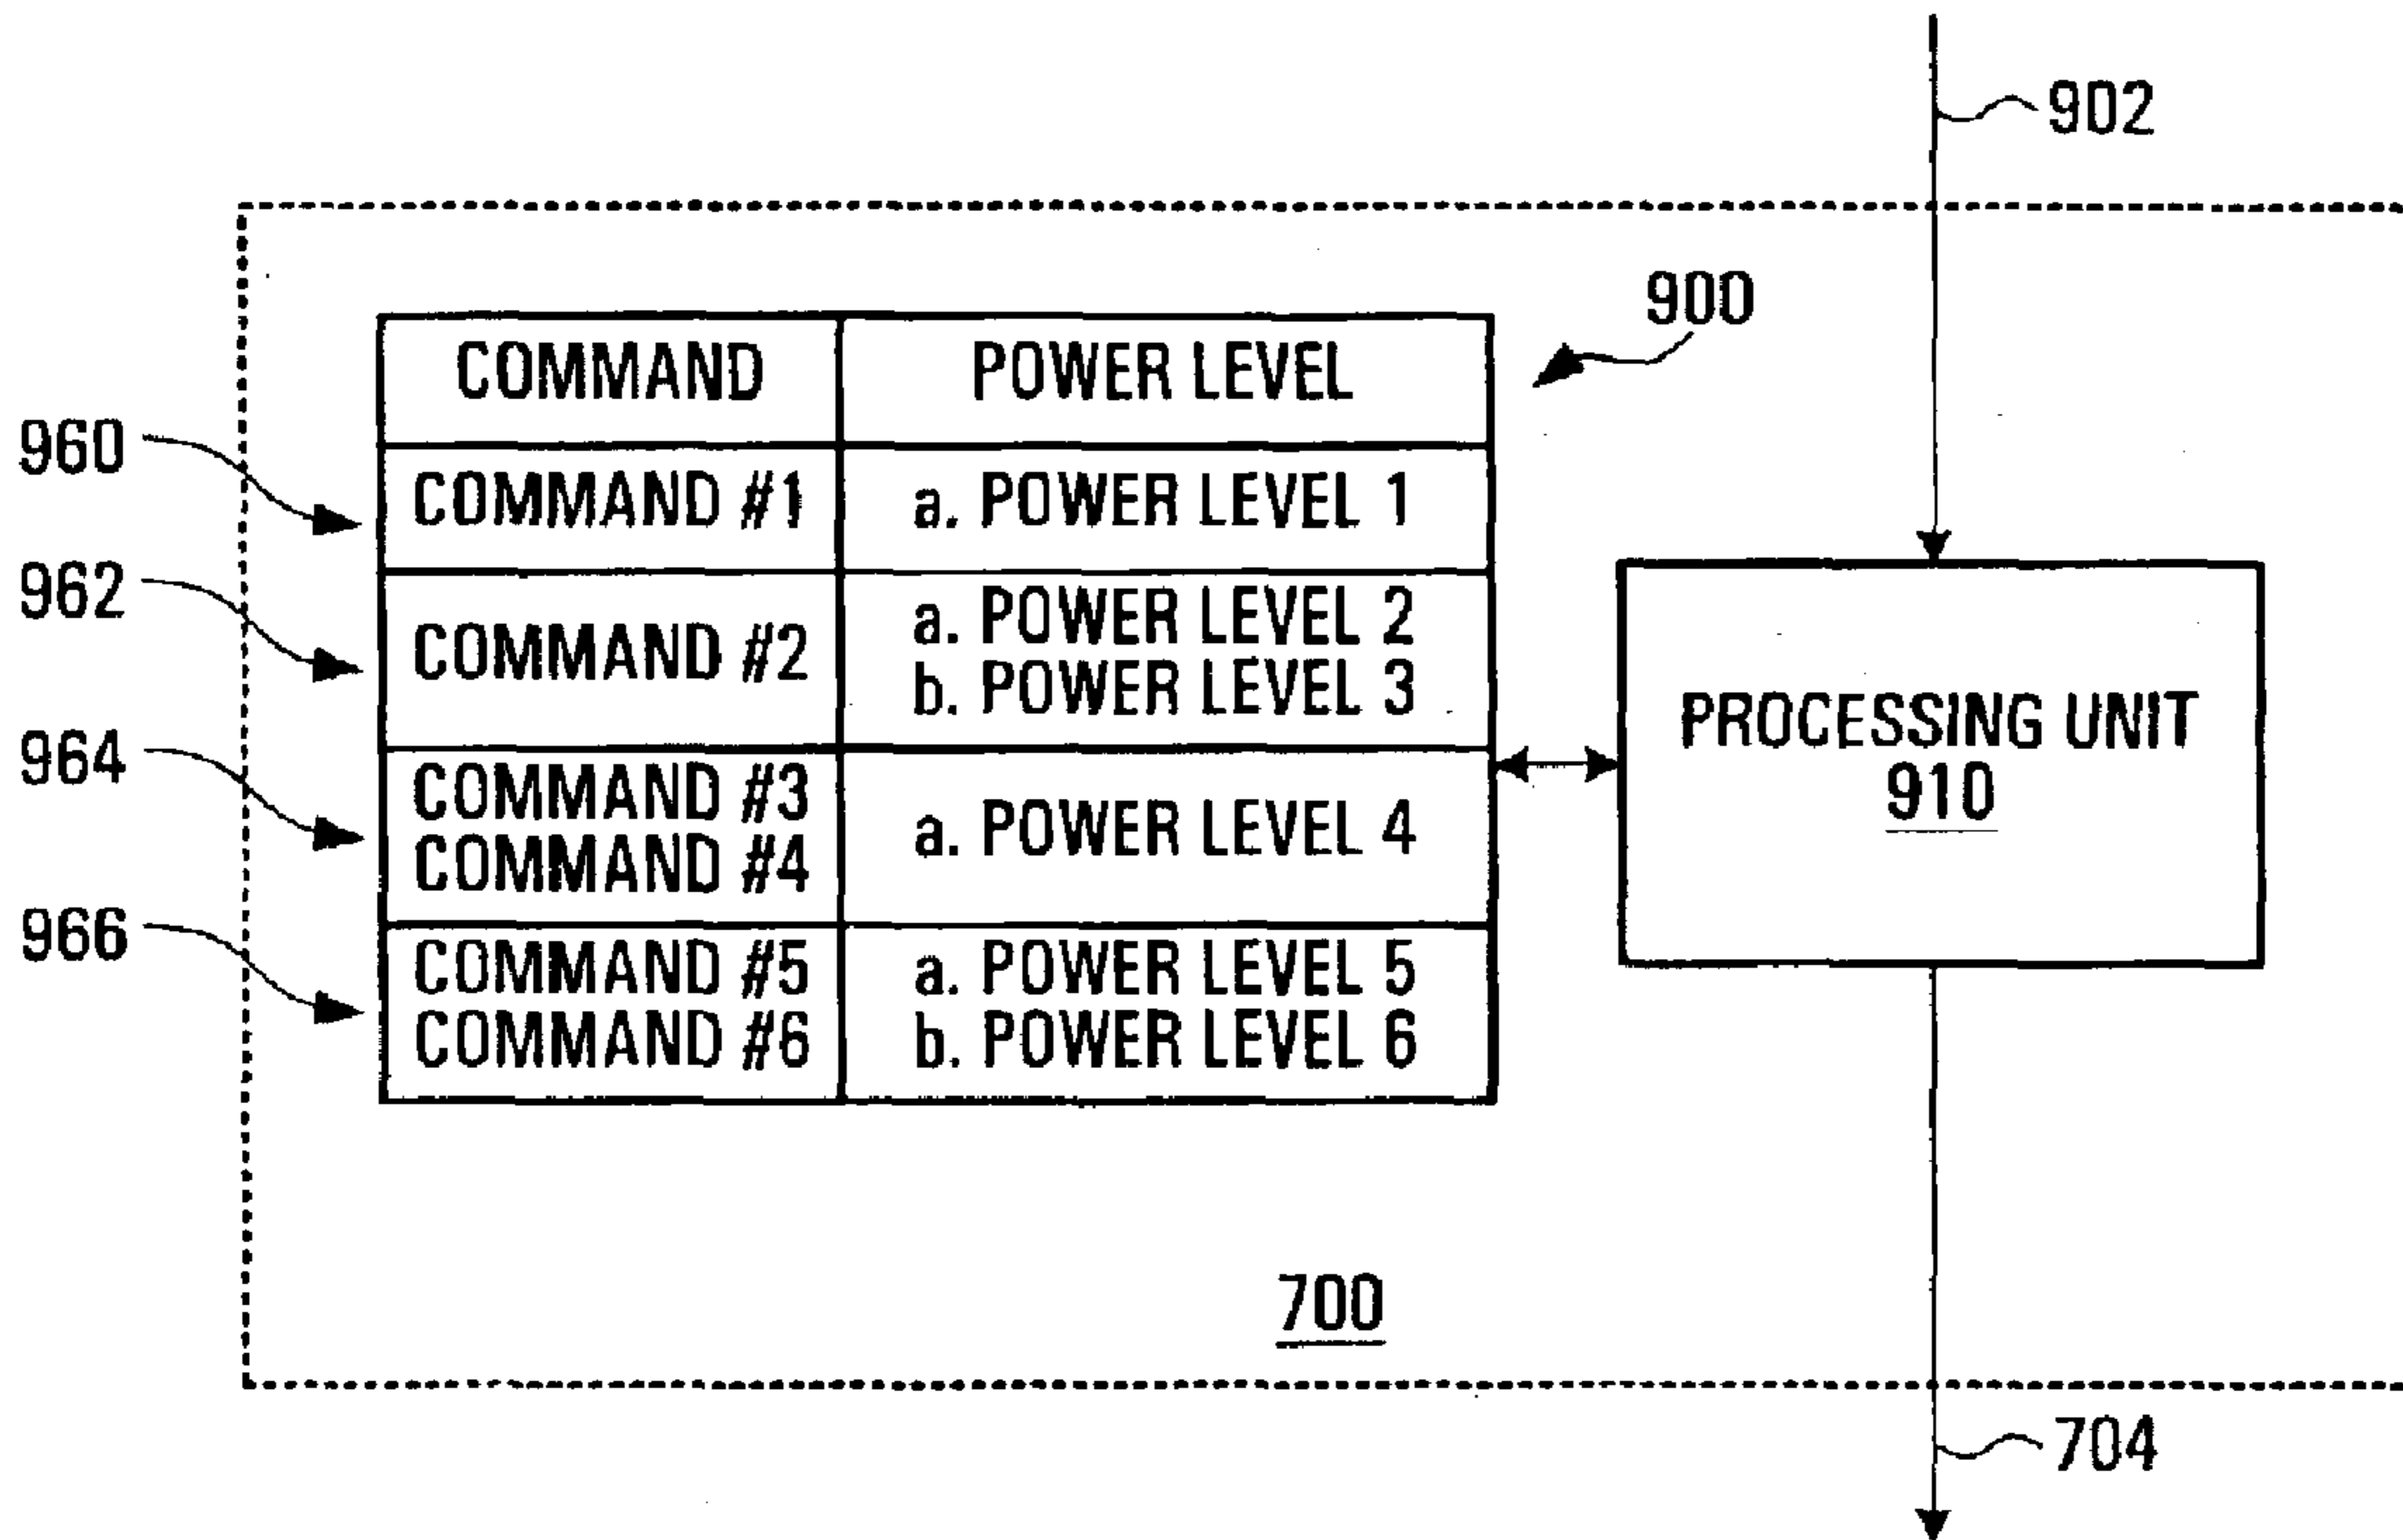 902
900
COMMAND POWER LEVEL
960
COMMAND #1 a. POWER LEVEL 1
962
COMMAND #2
a. POWER LEVEL 2
b. POWER LEVEL 3
964
COMMAND #3
COMMAND #4
a. POWER LEVEL 4
966
COMMAND #5
COMMAND #6
a. POWER LEVEL 5
b. POWER LEVEL 6
PROCESSING UNIT
910
700
704